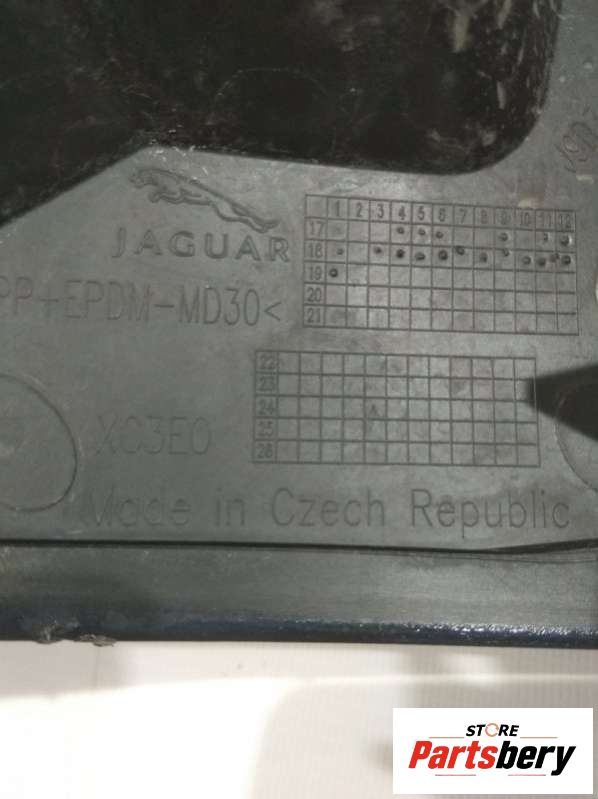 JAGUAR
PP+EPDM-MD30<
1 2 3 4 5 6 7 8 9 10 11 12
17
18
19
20
21
22
23
24
25
26
XC3E0
Made in Czech Republic
STORE
Partsbery